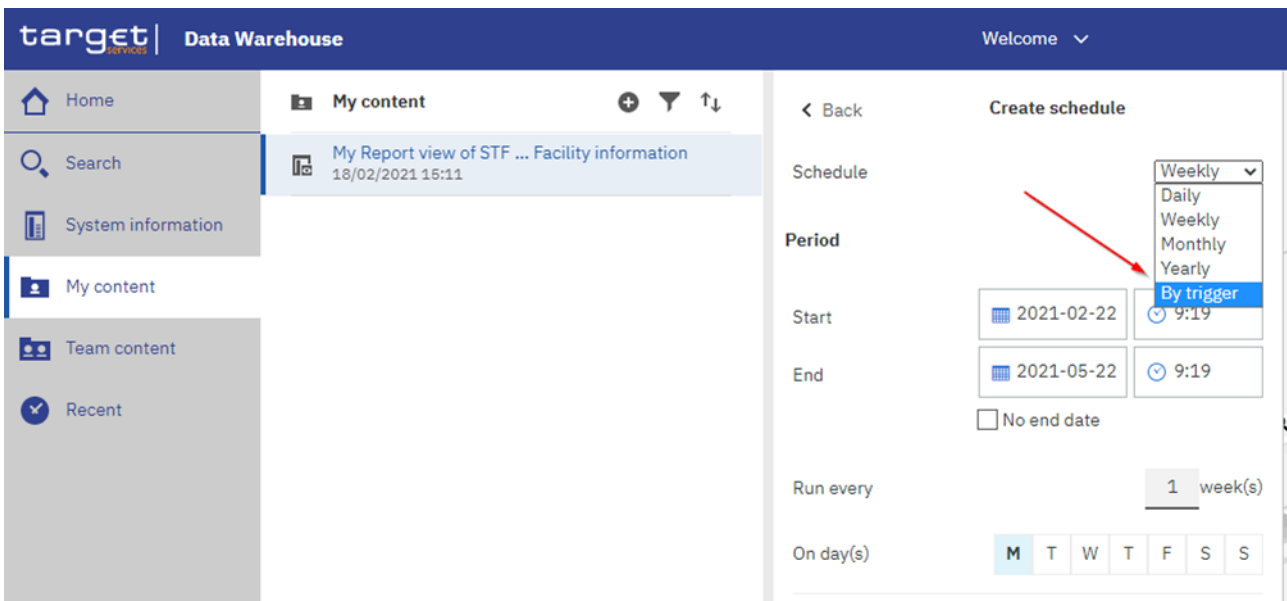 target services | Data Warehouse
Welcome
Home
Search
System information
My content
Team content
Recent
My content
My Report view of STF ... Facility information
18/02/2021 15:11
Back
Create schedule
Schedule
Weekly
Daily
Weekly
Monthly
Yearly
By trigger
Period
Start
2021-02-22
9:19
End
2021-05-22
9:19
No end date
Run every
1 week(s)
On day(s)
M T W T F S S